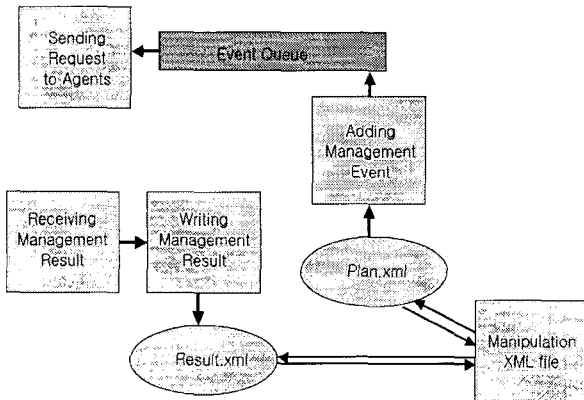 Sending
Request
to Agents
Event Queue
Adding
Management
Event
Receiving
Management
Result
Writing
Management
Result
Plan.xml
Result.xml
Manipulation
XML file